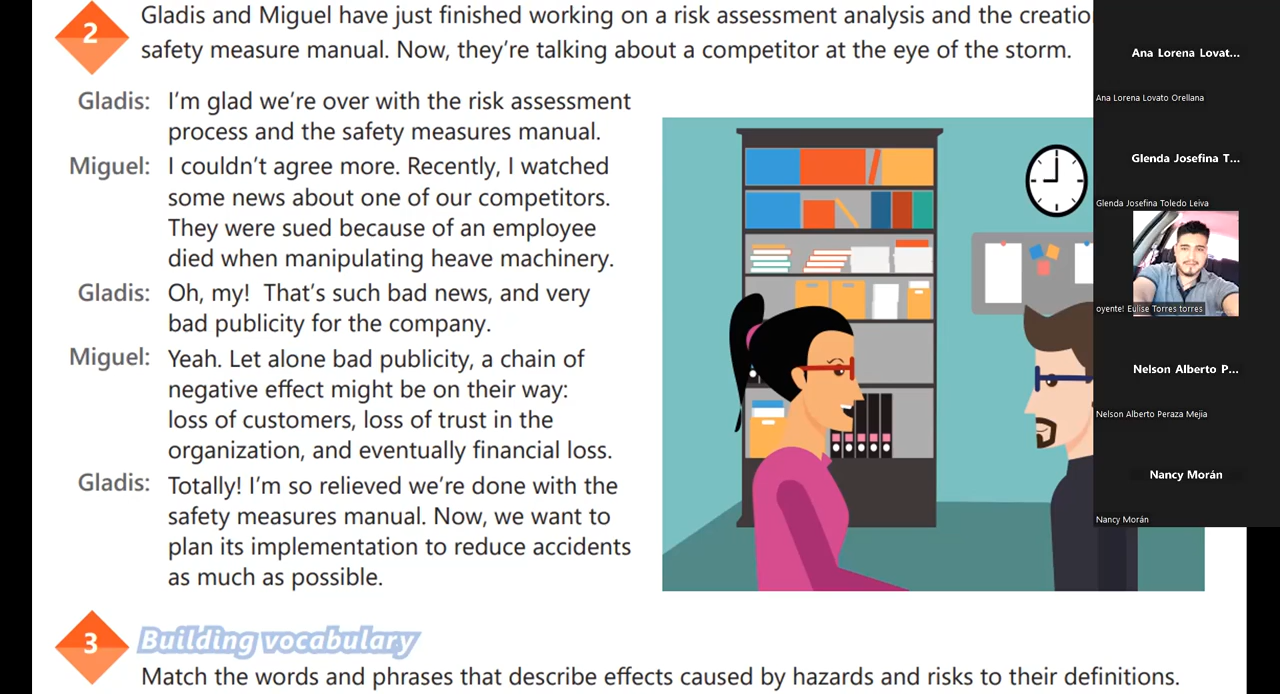 2
Gladis and Miguel have just finished working on a risk assessment analysis and the creatio
safety measure manual. Now, they're talking about a competitor at the eye of the storm.
Gladis: I'm glad we're over with the risk assessment
process and the safety measures manual.
Miguel: I couldn't agree more. Recently, I watched
some news about one of our competitors.
They were sued because of an employee
died when manipulating heave machinery.
Gladis: Oh, my! That's such bad news, and very
bad publicity for the company.
Miguel: Yeah. Let alone bad publicity, a chain of
negative effect might be on their way:
loss of customers, loss of trust in the
organization, and eventually financial loss.
Gladis: Totally! I'm so relieved we're done with the
safety measures manual. Now, we want to
plan its implementation to reduce accidents
as much as possible.
3
Building vocabulary
Match the words and phrases that describe effects caused by hazards and risks to their definitions.
Ana Lorena Lovat...
Ana Lorena Lovato Orellana
Glenda Josefina T...
Glenda Josefina Toledo Leiva
oyente! Eulise Torres torres
Nelson Alberto P...
Nelson Alberto Peraza Mejia
Nancy Morán
Nancy Morán